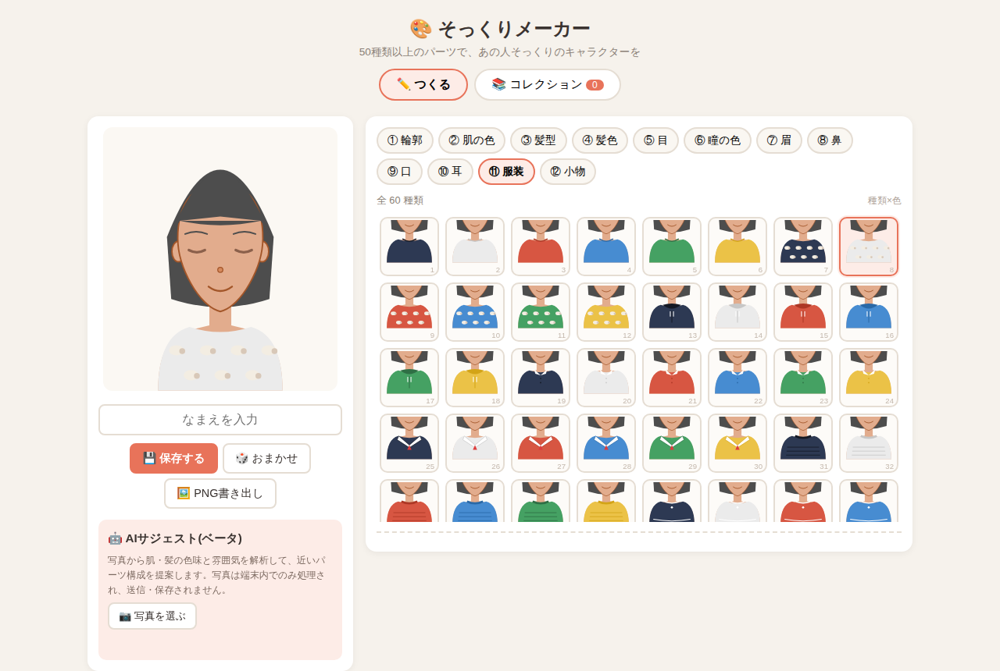 🎨 そっくりメーカー
50種類以上のパーツで、あの人そっくりのキャラクターを
✏️ つくる
📚 コレクション 0
なまえを入力
💾 保存する
🎲 おまかせ
🖼️ PNG書き出し
🤖 AIサジェスト(ベータ)
写真から肌・髪の色味と雰囲気を解析して、近いパ
ーツ構成を提案します。写真は端末内でのみ処理さ
れ、送信・保存されません。
📷 写真を選ぶ
① 輪郭
② 肌の色
③ 髪型
④ 髪色
⑤ 目
⑥ 瞳の色
⑦ 眉
⑧ 鼻
⑨ 口
⑩ 耳
⑪ 服装
⑫ 小物
全 60 種類
種類×色
1 2 3 4 5 6 7 8
9 10 11 12 13 14 15 16
17 18 19 20 21 22 23 24
25 26 27 28 29 30 31 32